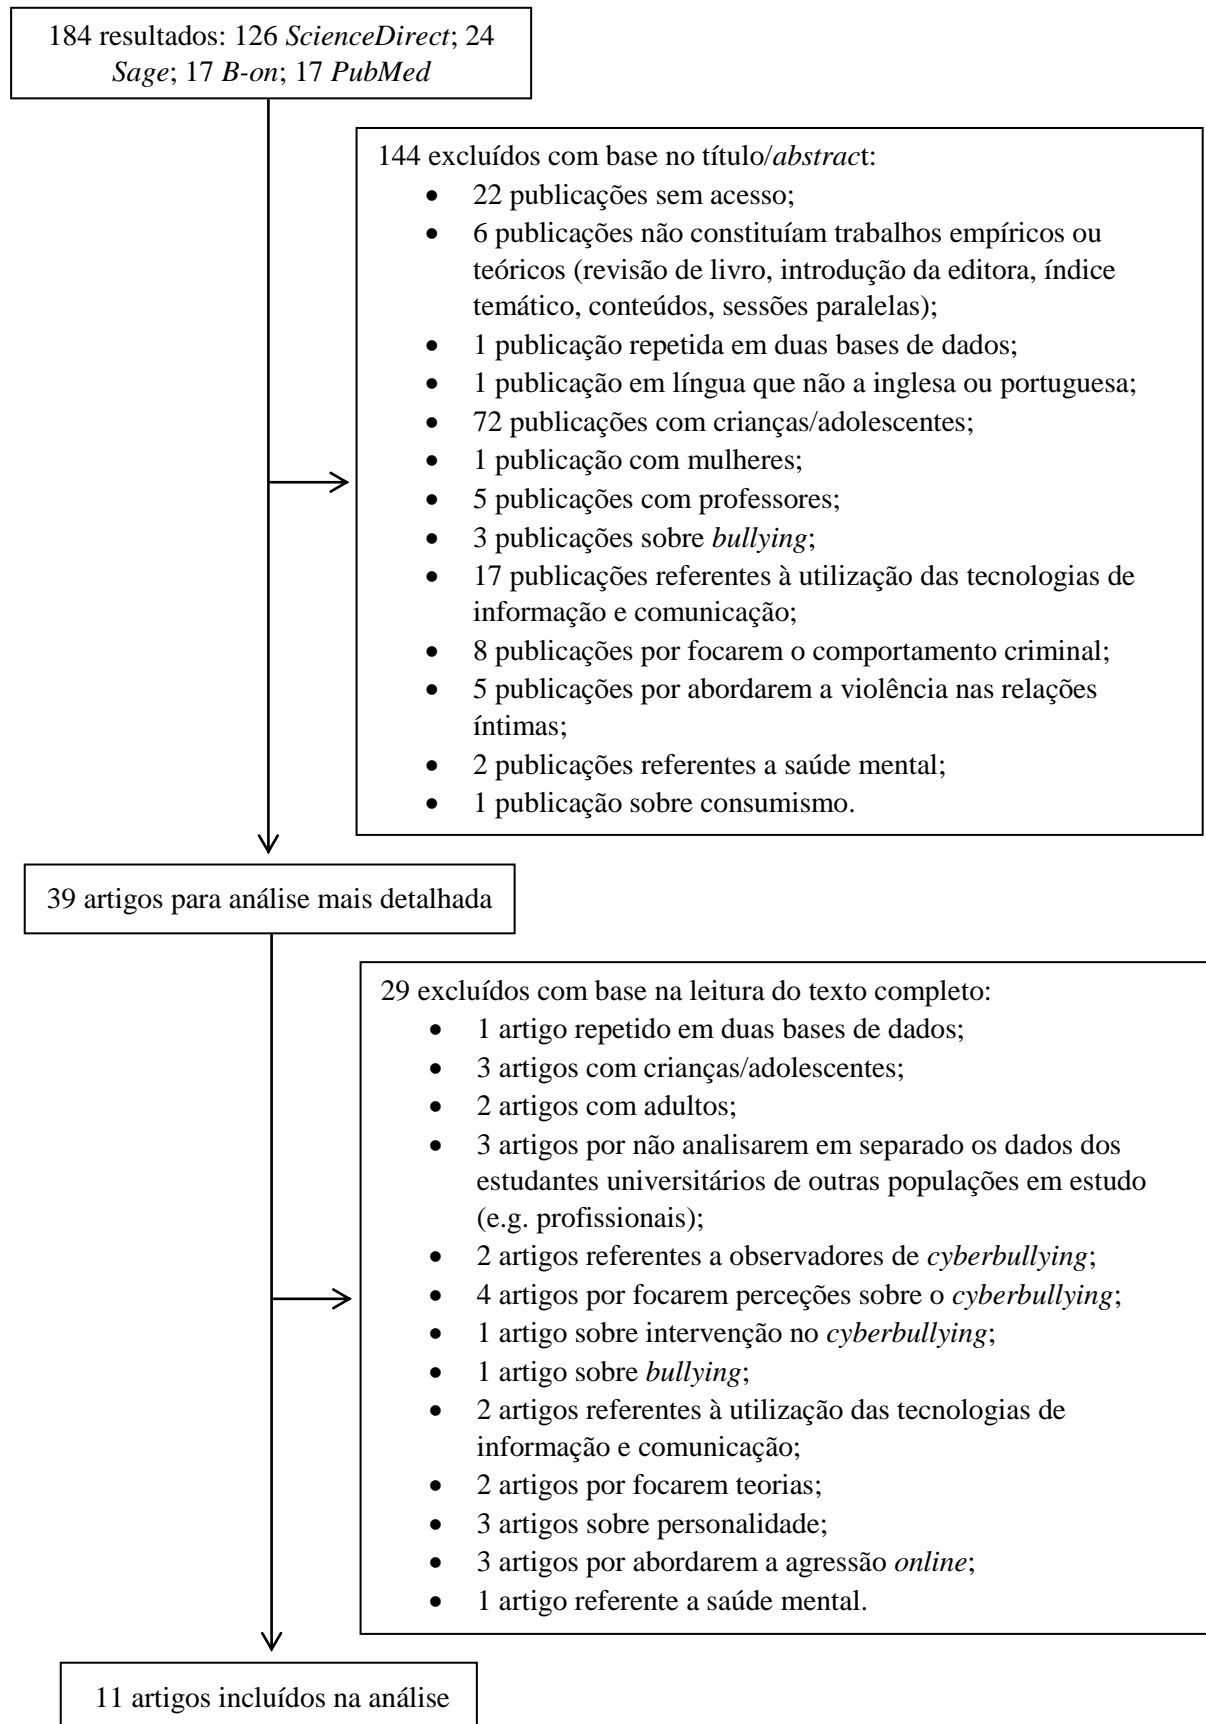 184 resultados: 126 ScienceDirect; 24
Sage; 17 B-on; 17 PubMed
144 excluídos com base no título/abstract:
• 22 publicações sem acesso;
• 6 publicações não constituíam trabalhos empíricos ou
teóricos (revisão de livro, introdução da editora, índice
temático, conteúdos, sessões paralelas);
• 1 publicação repetida em duas bases de dados;
• 1 publicação em língua que não a inglesa ou portuguesa;
• 72 publicações com crianças/adolescentes;
• 1 publicação com mulheres;
• 5 publicações com professores;
• 3 publicações sobre bullying;
• 17 publicações referentes à utilização das tecnologias de
informação e comunicação;
• 8 publicações por focarem o comportamento criminal;
• 5 publicações por abordarem a violência nas relações
íntimas;
• 2 publicações referentes a saúde mental;
• 1 publicação sobre consumismo.
39 artigos para análise mais detalhada
29 excluídos com base na leitura do texto completo:
• 1 artigo repetido em duas bases de dados;
• 3 artigos com crianças/adolescentes;
• 2 artigos com adultos;
• 3 artigos por não analisarem em separado os dados dos
estudantes universitários de outras populações em estudo
(e.g. profissionais);
• 2 artigos referentes a observadores de cyberbullying;
• 4 artigos por focarem perceções sobre o cyberbullying;
• 1 artigo sobre intervenção no cyberbullying;
• 1 artigo sobre bullying;
• 2 artigos referentes à utilização das tecnologias de
informação e comunicação;
• 2 artigos por focarem teorias;
• 3 artigos sobre personalidade;
• 3 artigos por abordarem a agressão online;
• 1 artigo referente a saúde mental.
11 artigos incluídos na análise